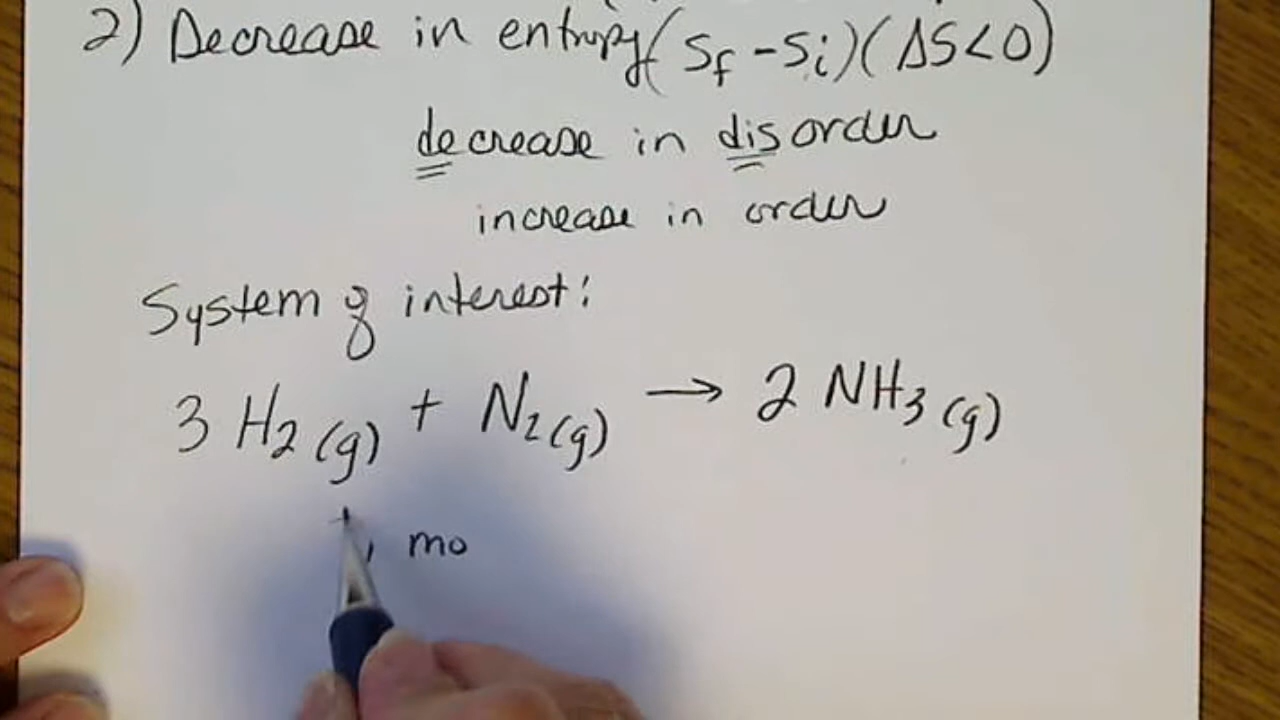 2) Decrease in entropy (Sf - Si) (ΔS < 0)
decrease in disorder
increase in order
System of interest:
3 H2 (g) + N2 (g) → 2 NH3 (g)
mo